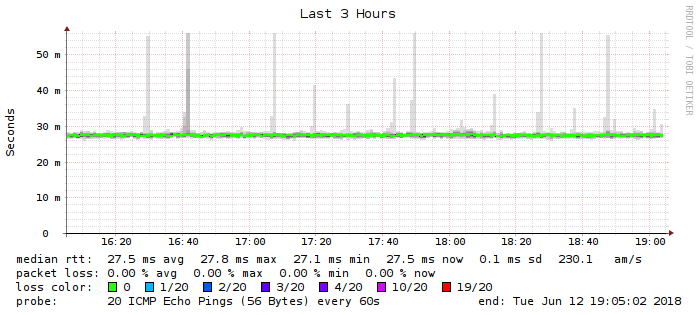 Last 3 Hours
RRDTOOL / TOBI OETIKER
Seconds
50 m
40 m
30 m
20 m
10 m
0
16:20 16:40 17:00 17:20 17:40 18:00 18:20 18:40 19:00
median rtt: 27.5 ms avg 27.8 ms max 27.1 ms min 27.5 ms now 0.1 ms sd 230.1 am/s
packet loss: 0.00 % avg 0.00 % max 0.00 % min 0.00 % now
loss color: 0 1/20 2/20 3/20 4/20 10/20 19/20
probe: 20 ICMP Echo Pings (56 Bytes) every 60s end: Tue Jun 12 19:05:02 2018